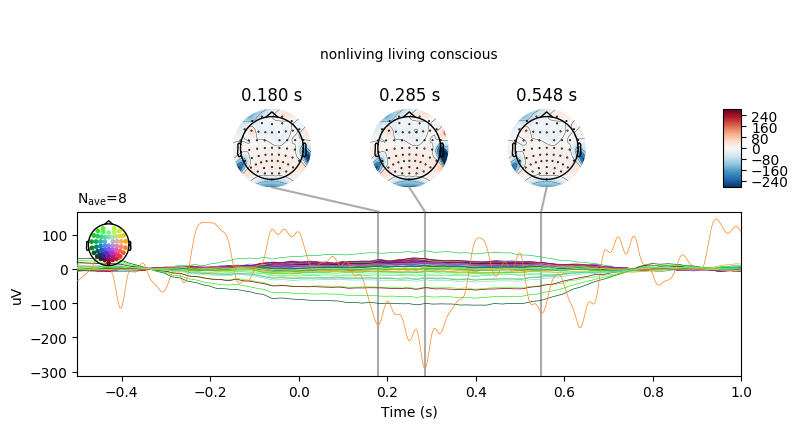 nonliving living conscious
0.180 s 0.285 s 0.548 s
240
160
80
0
−80
−160
−240
Nave=8
100
0
−100
−200
−300
uV
−0.4 −0.2 0.0 0.2 0.4 0.6 0.8 1.0
Time (s)